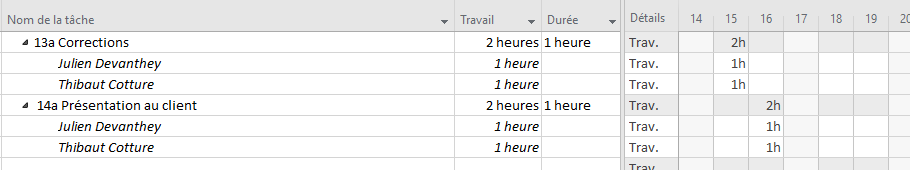 Nom de la tâche Travail Durée Détails 14 15 16 17 18 19 20
13a Corrections 2 heures 1 heure Trav. 2h
Julien Devanthey 1 heure Trav. 1h
Thibaut Cotture 1 heure Trav. 1h
14a Présentation au client 2 heures 1 heure Trav. 2h
Julien Devanthey 1 heure Trav. 1h
Thibaut Cotture 1 heure Trav. 1h
Trav.